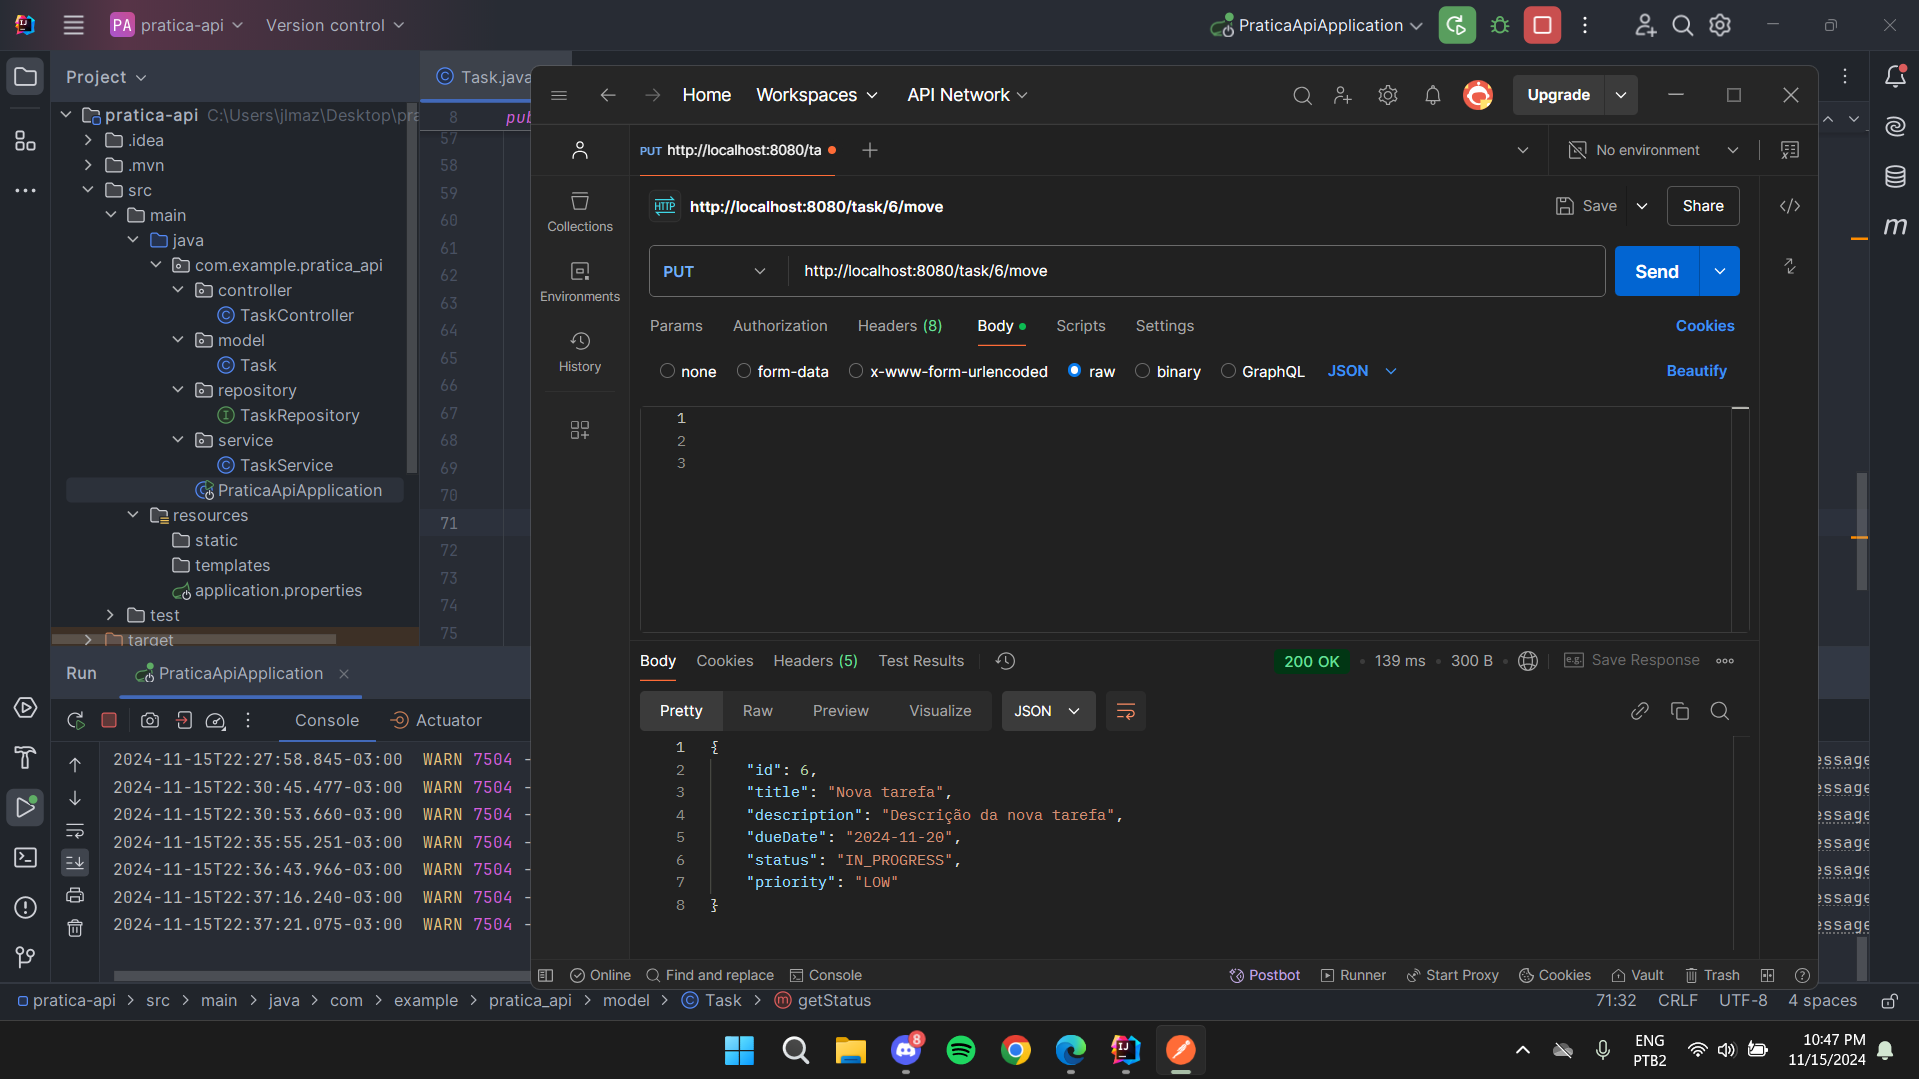 PA pratica-api Version control PraticaApiApplication
Project
pratica-api C:\Users\jlmaz\Desktop\pra
.idea
.mvn
src
main
java
com.example.pratica_api
controller
TaskController
model
Task
repository
TaskRepository
service
TaskService
PraticaApiApplication
resources
static
templates
application.properties
test
target
Task.java
8 pub
57
58
59
60
61
62
63
64
65
66
67
68
69
70
71
72
73
74
75
Home Workspaces API Network Upgrade
PUT http://localhost:8080/ta No environment
HTTP http://localhost:8080/task/6/move Save Share
Collections
Environments
History
PUT http://localhost:8080/task/6/move Send
Params Authorization Headers (8) Body Scripts Settings Cookies
none form-data x-www-form-urlencoded raw binary GraphQL JSON Beautify
1
2
3
Body Cookies Headers (5) Test Results 200 OK 139 ms 300 B e.g. Save Response
Pretty Raw Preview Visualize JSON
1 {
2 "id": 6,
3 "title": "Nova tarefa",
4 "description": "Descrição da nova tarefa",
5 "dueDate": "2024-11-20",
6 "status": "IN_PROGRESS",
7 "priority": "LOW"
8 }
Online Find and replace Console Postbot Runner Start Proxy Cookies Vault Trash
m
Run PraticaApiApplication
Console Actuator
2024-11-15T22:27:58.845-03:00 WARN 7504 -
2024-11-15T22:30:45.477-03:00 WARN 7504 -
2024-11-15T22:30:53.660-03:00 WARN 7504 -
2024-11-15T22:35:55.251-03:00 WARN 7504 -
2024-11-15T22:36:43.966-03:00 WARN 7504 -
2024-11-15T22:37:16.240-03:00 WARN 7504 -
2024-11-15T22:37:21.075-03:00 WARN 7504 -
essage
essage
essage
essage
essage
essage
essage
pratica-api > src > main > java > com > example > pratica_api > model > Task > getStatus 71:32 CRLF UTF-8 4 spaces
8
ENG
PTB2
10:47 PM
11/15/2024